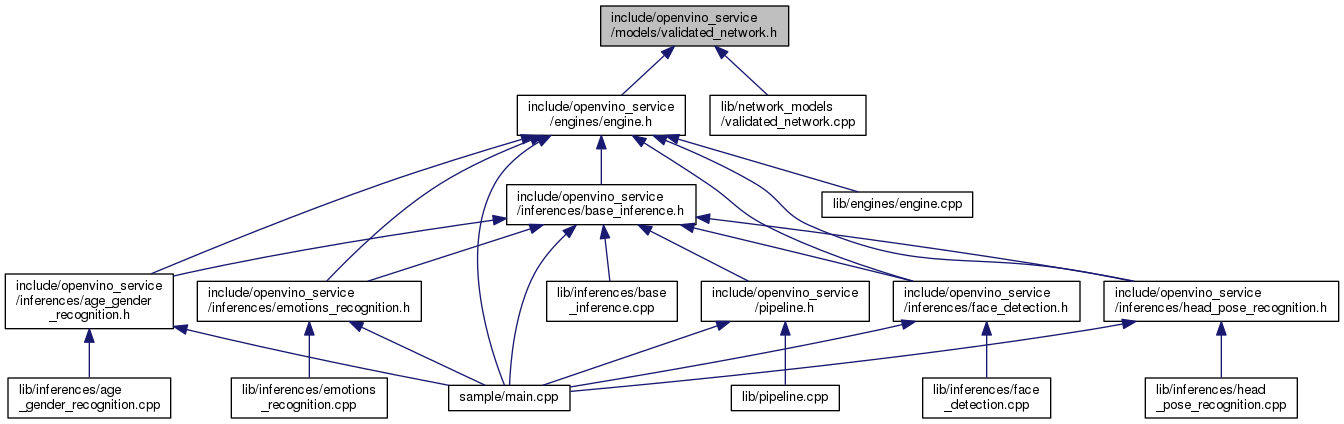 include/openvino_service
/models/validated_network.h
include/openvino_service
/engines/engine.h
lib/network_models
/validated_network.cpp
include/openvino_service
/inferences/base_inference.h
lib/engines/engine.cpp
include/openvino_service
/inferences/age_gender
_recognition.h
include/openvino_service
/inferences/emotions_recognition.h
lib/inferences/base
_inference.cpp
include/openvino_service
/pipeline.h
include/openvino_service
/inferences/face_detection.h
include/openvino_service
/inferences/head_pose_recognition.h
lib/inferences/age
_gender_recognition.cpp
lib/inferences/emotions
_recognition.cpp
sample/main.cpp
lib/pipeline.cpp
lib/inferences/face
_detection.cpp
lib/inferences/head
_pose_recognition.cpp